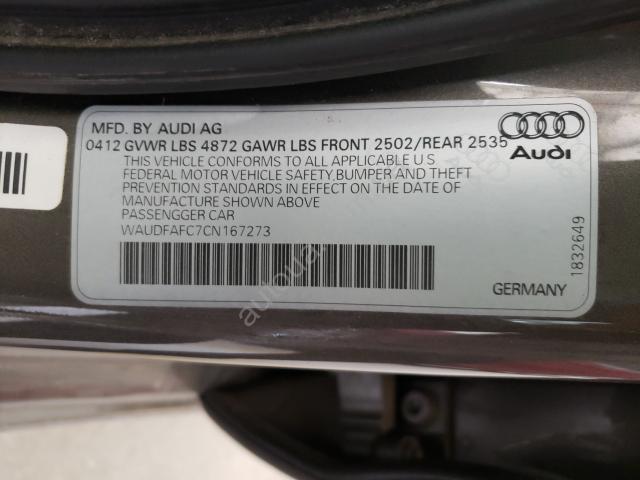 MFD. BY AUDI AG
0412 GVWR LBS 4872 GAWR LBS FRONT 2502/REAR 2535
THIS VEHICLE CONFORMS TO ALL APPLICABLE U S
FEDERAL MOTOR VEHICLE SAFETY,BUMPER AND THEFT
PREVENTION STANDARDS IN EFFECT ON THE DATE OF
MANUFACTURE SHOWN ABOVE
PASSENGGER CAR
WAUDFAFC7CN167273
Audi
1832649
GERMANY